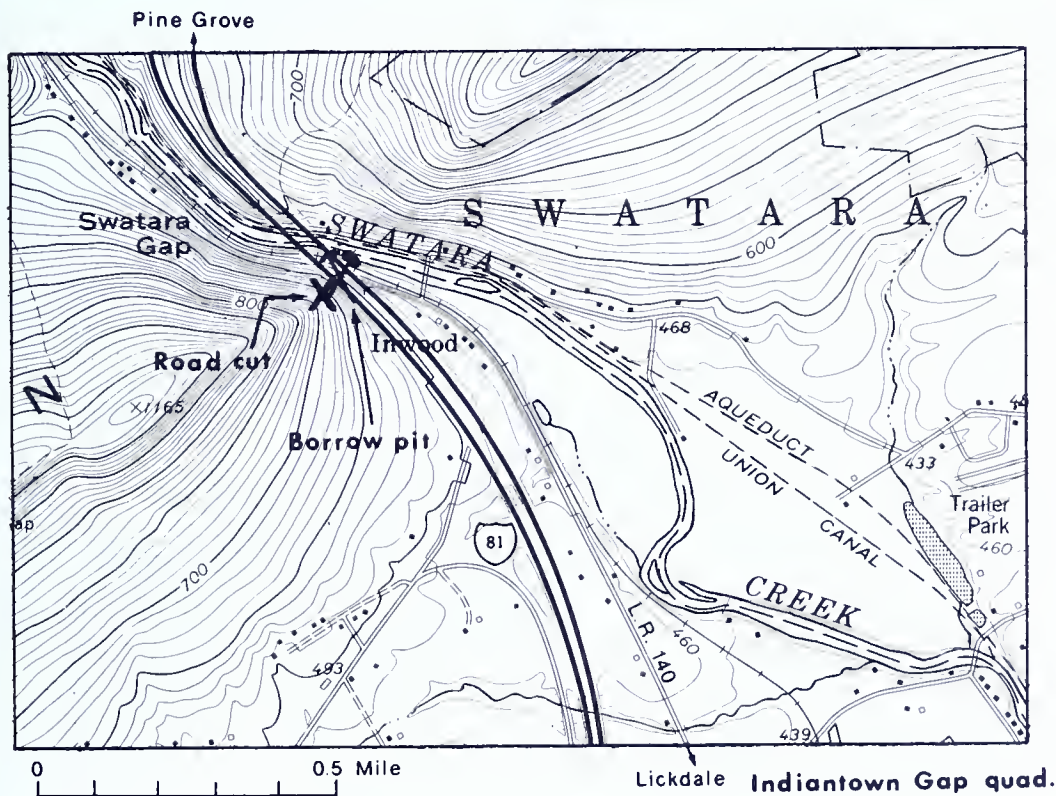 Pine Grove
700
Swatara
Gap
SWATARA
SWATARA
600
800
Road cut
Inwood
468
N
X1165
Borrow pit
AQUEDUCT
UNION
CANAL
433
Trailer
Park
460
81
700
CREEK
L.R. 140
460
493
439
0
0.5 Mile
Lickdale
Indiantown Gap quad.